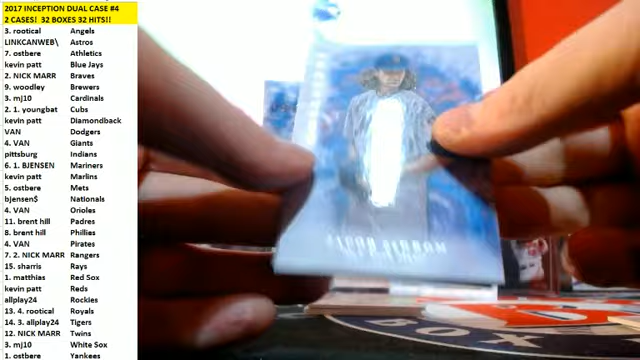 2017 INCEPTION DUAL CASE #4
2 CASES! 32 BOXES 32 HITS!!
3. rootical Angels
LINKCANWEB\ Astros
7. ostbere Athletics
kevin patt Blue Jays
2. NICK MARR Braves
9. woodley Brewers
3. mj10 Cardinals
2. 1. youngbat Cubs
kevin patt Diamondback
VAN Dodgers
4. VAN Giants
pittsburg Indians
6. 1. BJENSEN Mariners
kevin patt Marlins
5. ostbere Mets
bjensen$ Nationals
4. VAN Orioles
11. brent hill Padres
8. brent hill Phillies
4. VAN Pirates
7. 2. NICK MARR Rangers
15. sharris Rays
1. matthias Red Sox
kevin patt Reds
allplay24 Rockies
13. 4. rootical Royals
14. 3. allplay24 Tigers
12. NICK MARR Twins
3. mj10 White Sox
1. ostbere Yankees
BOX